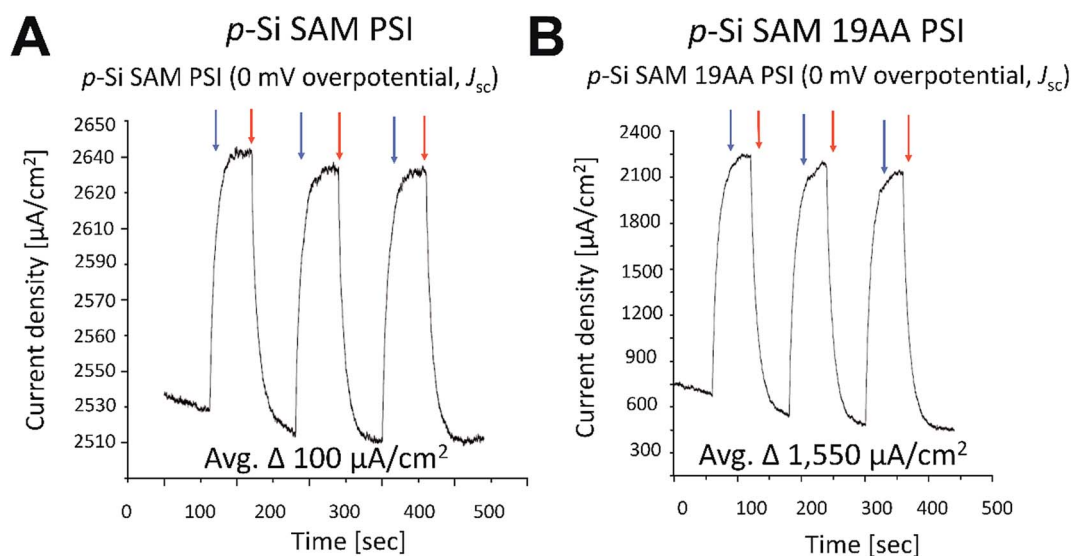 A
p-Si SAM PSI
p-Si SAM PSI (0 mV overpotential, Jsc)
Current density [µA/cm²]
2650
2640
2620
2610
2590
2570
2560
2550
2530
2510
Avg. Δ 100 µA/cm²
0 100 200 300 400 500
Time [sec]
B
p-Si SAM 19AA PSI
p-Si SAM 19AA PSI (0 mV overpotential, Jsc)
Current density [µA/cm²]
2400
2100
1800
1500
1200
900
600
300
Avg. Δ 1,550 µA/cm²
0 100 200 300 400 500
Time [sec]